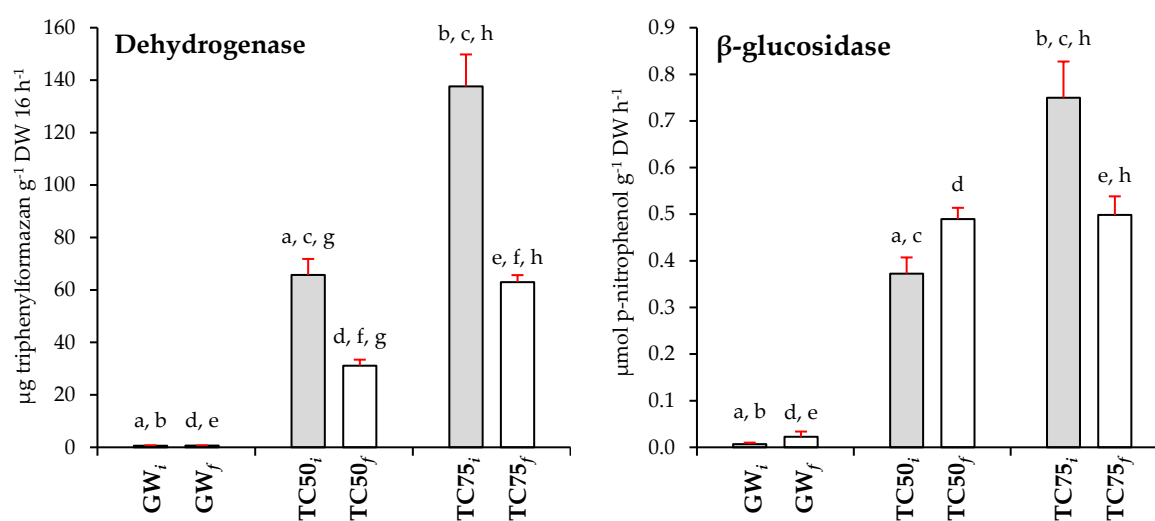 Dehydrogenase
µg triphenylformazan g⁻¹ DW 16 h⁻¹
160
140
120
100
80
60
40
20
0
a, b
d, e
a, c, g
d, f, g
b, c, h
e, f, h
GWi
GWf
TC50i
TC50f
TC75i
TC75f
β-glucosidase
µmol p-nitrophenol g⁻¹ DW h⁻¹
0.9
0.8
0.7
0.6
0.5
0.4
0.3
0.2
0.1
0.0
a, b
d, e
a, c
d
b, c, h
e, h
GWi
GWf
TC50i
TC50f
TC75i
TC75f